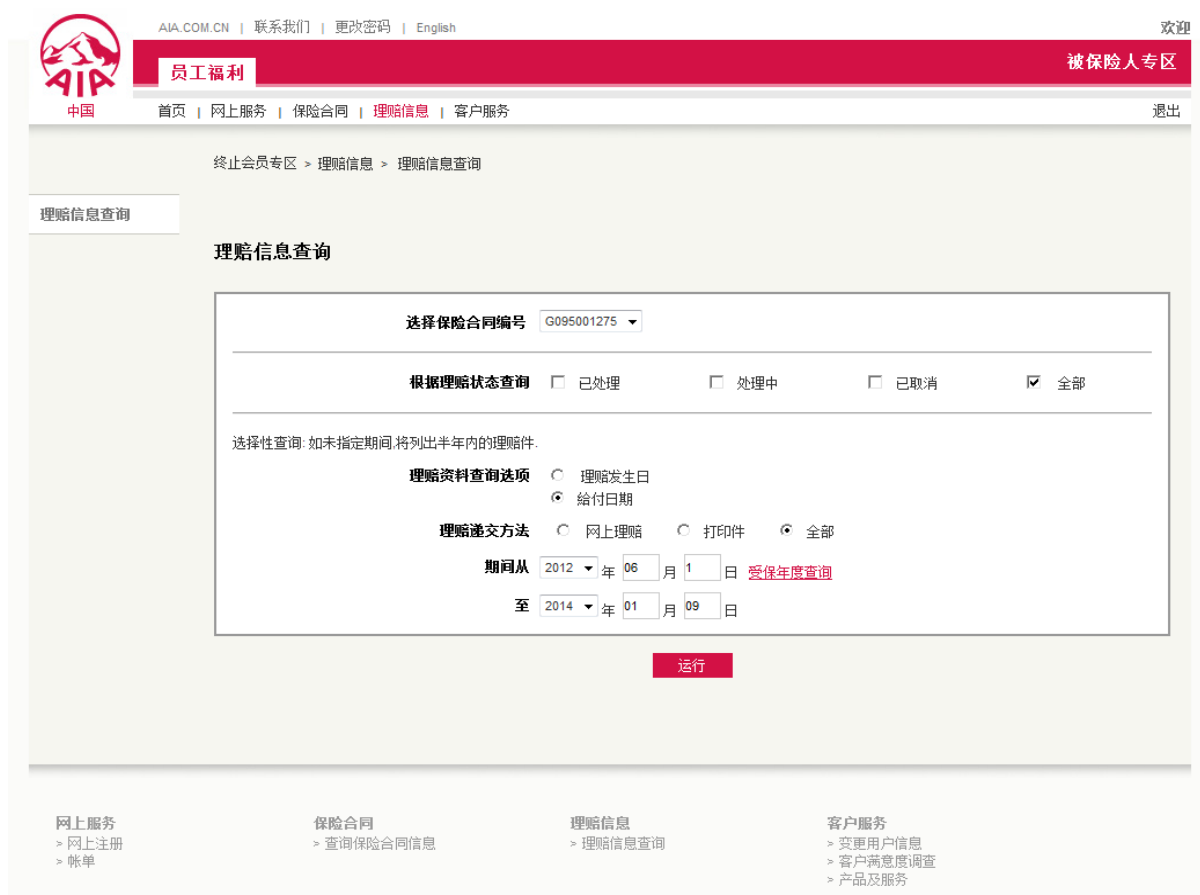 AIA.COM.CN | 联系我们 | 更改密码 | English
欢迎
AIA
中国
员工福利
被保险人专区
首页 | 网上服务 | 保险合同 | 理赔信息 | 客户服务
退出
终止会员专区 > 理赔信息 > 理赔信息查询
理赔信息查询
理赔信息查询
选择保险合同编号 G095001275
根据理赔状态查询 已处理 处理中 已取消 全部
选择性查询: 如未指定期间,将列出半年内的理赔件.
理赔资料查询选项 理赔发生日
给付日期
理赔递交方法 网上理赔 打印件 全部
期间从 2012 年 06 月 1 日 受保年度查询
至 2014 年 01 月 09 日
运行
网上服务
> 网上注册
> 帐单
保险合同
> 查询保险合同信息
理赔信息
> 理赔信息查询
客户服务
> 变更用户信息
> 客户满意度调查
> 产品及服务